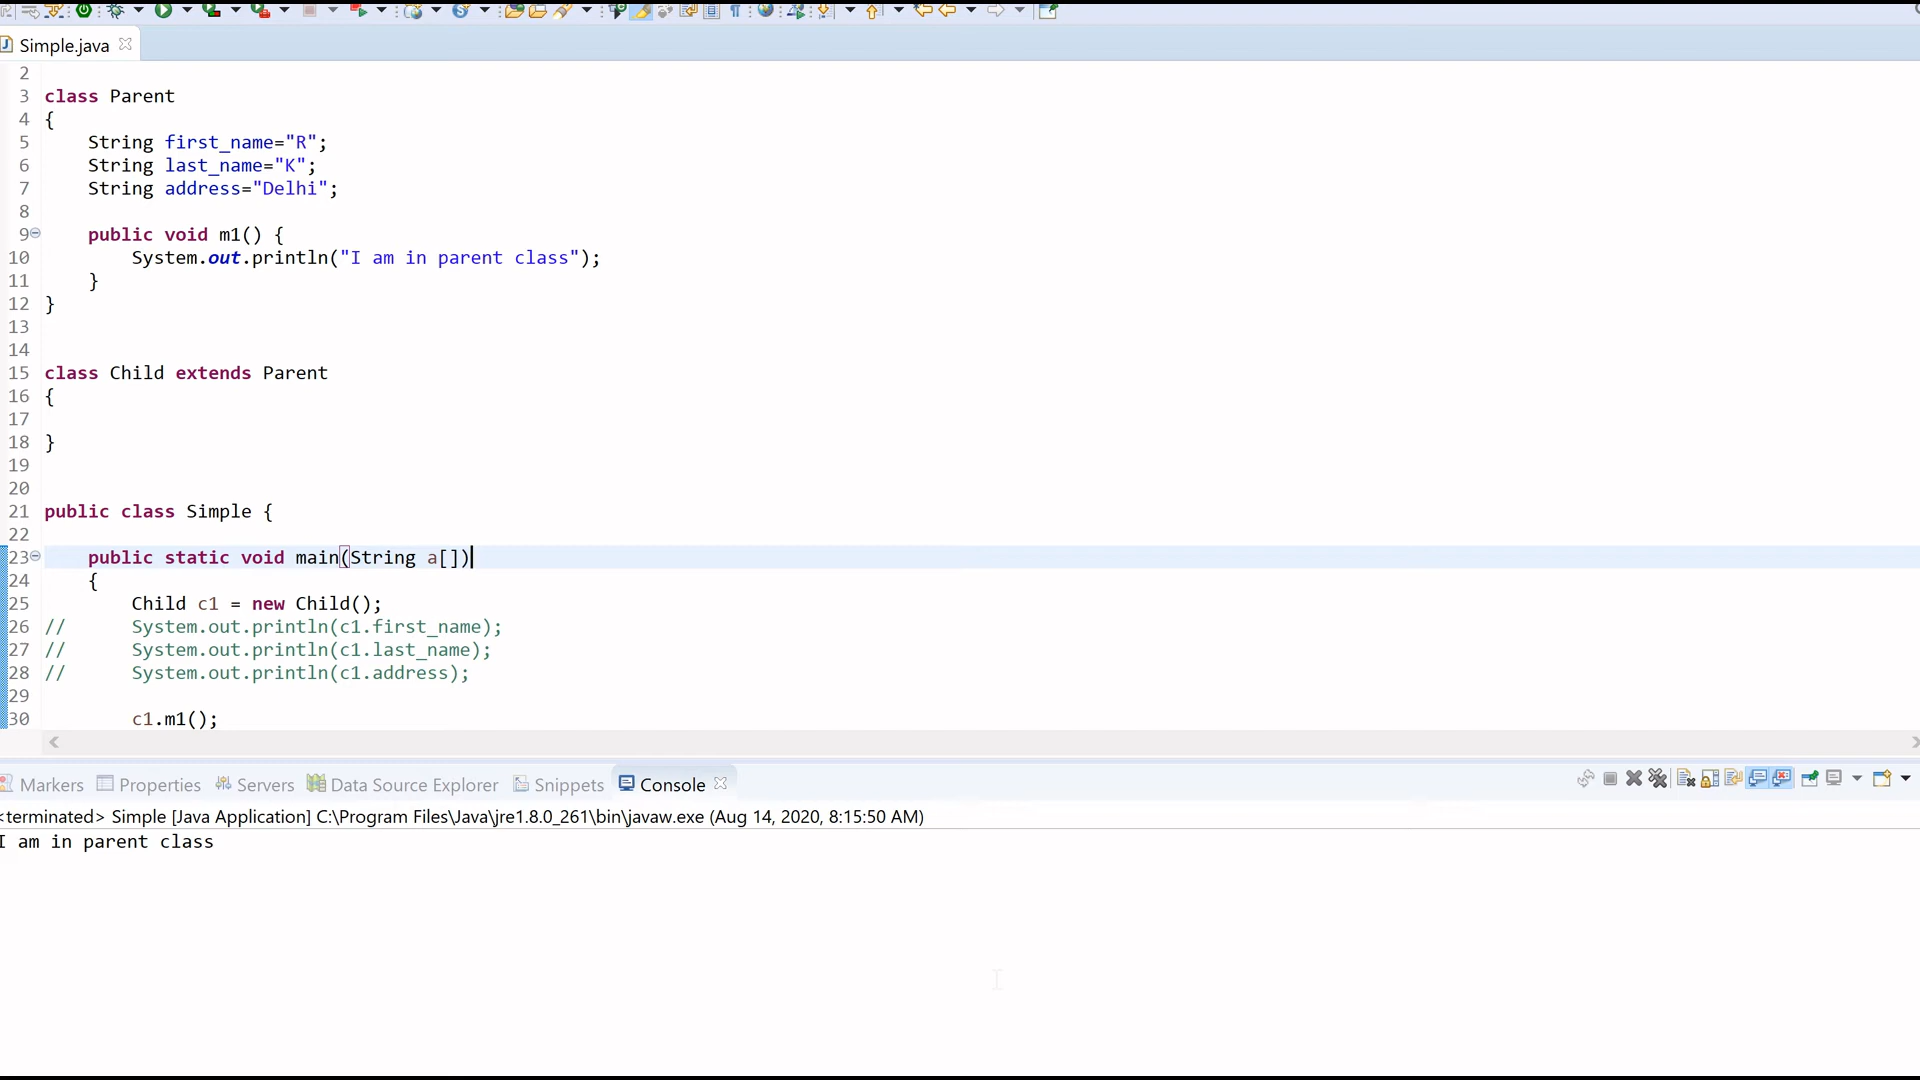 Simple.java
2
3 class Parent
4 {
5     String first_name="R";
6     String last_name="K";
7     String address="Delhi";
8
9     public void m1() {
10         System.out.println("I am in parent class");
11     }
12 }
13
14
15 class Child extends Parent
16 {
17
18 }
19
20
21 public class Simple {
22
23     public static void main(String a[])
24     {
25         Child c1 = new Child();
26 //      System.out.println(c1.first_name);
27 //      System.out.println(c1.last_name);
28 //      System.out.println(c1.address);
29
30         c1.m1();
Markers Properties Servers Data Source Explorer Snippets Console
<terminated> Simple [Java Application] C:\Program Files\Java\jre1.8.0_261\bin\javaw.exe (Aug 14, 2020, 8:15:50 AM)
I am in parent class